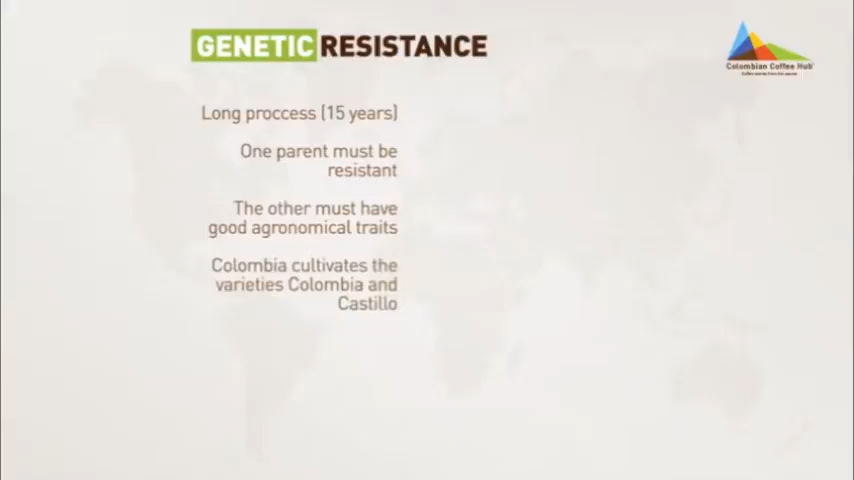 GENETIC RESISTANCE
Colombian Coffee Hub
Long proccess (15 years)
One parent must be
resistant
The other must have
good agronomical traits
Colombia cultivates the
varieties Colombia and
Castillo